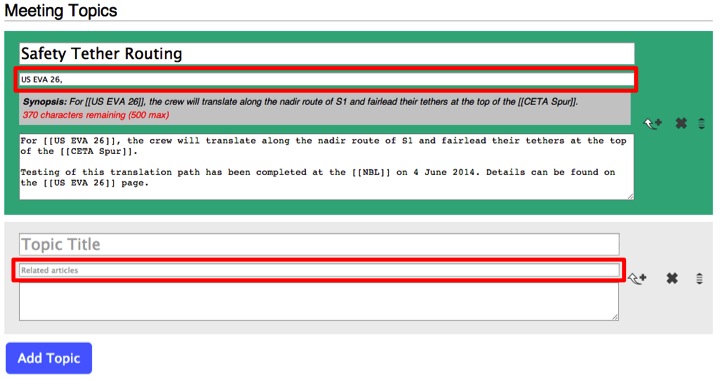 Meeting Topics
Safety Tether Routing
US EVA 26,
Synopsis: For [[US EVA 26]], the crew will translate along the nadir route of S1 and fairlead their tethers at the top of the [[CETA Spur]].
370 characters remaining (500 max)
For [[US EVA 26]], the crew will translate along the nadir route of S1 and fairlead their tethers at the top
of the [[CETA Spur]].
Testing of this translation path has been completed at the [[NBL]] on 4 June 2014. Details can be found on
the [[US EVA 26]] page.
Topic Title
Related articles
Add Topic